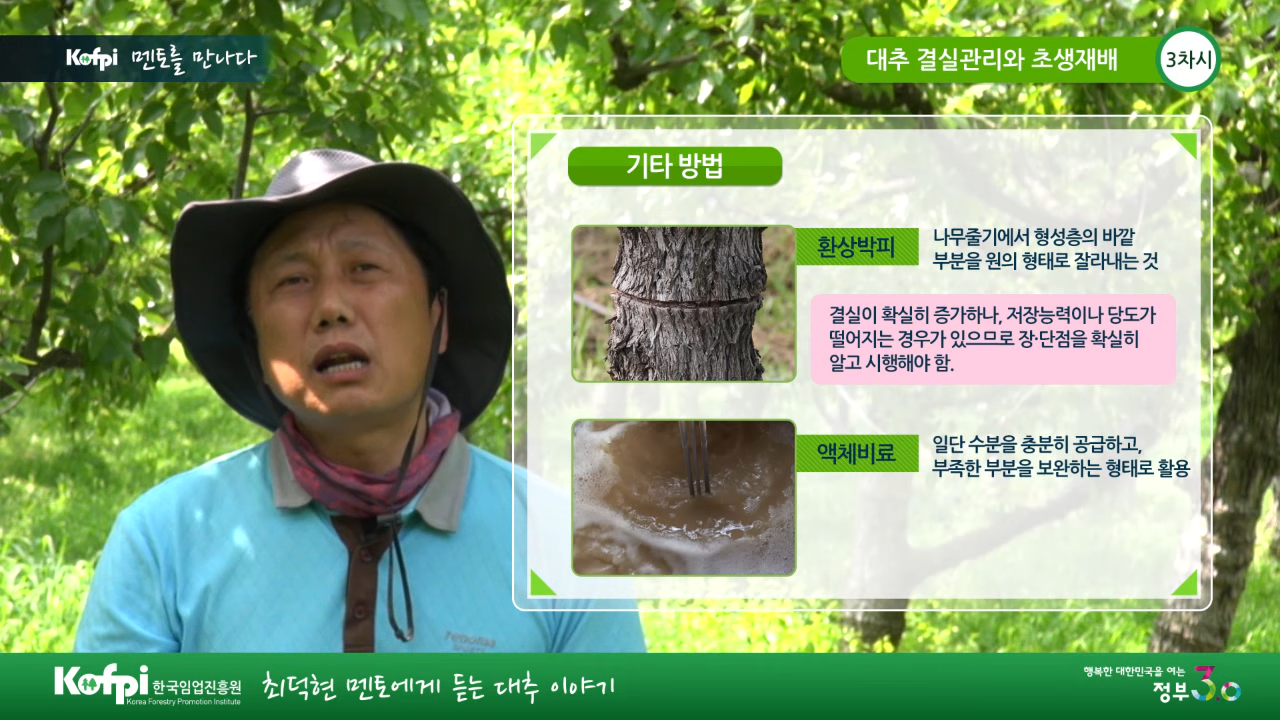 Kofpi 멘토를 만나다
대추 결실관리와 초생재배
3차시
기타 방법
환상박피
나무줄기에서 형성층의 바깥
부분을 원의 형태로 잘라내는 것
결실이 확실히 증가하나, 저장능력이나 당도가
떨어지는 경우가 있으므로 장·단점을 확실히
알고 시행해야 함.
액체비료
일단 수분을 충분히 공급하고,
부족한 부분을 보완하는 형태로 활용
Kofpi 한국임업진흥원
Korea Forestry Promotion Institute
최덕현 멘토에게 듣는 대추 이야기
행복한 대한민국을 여는
정부3.0